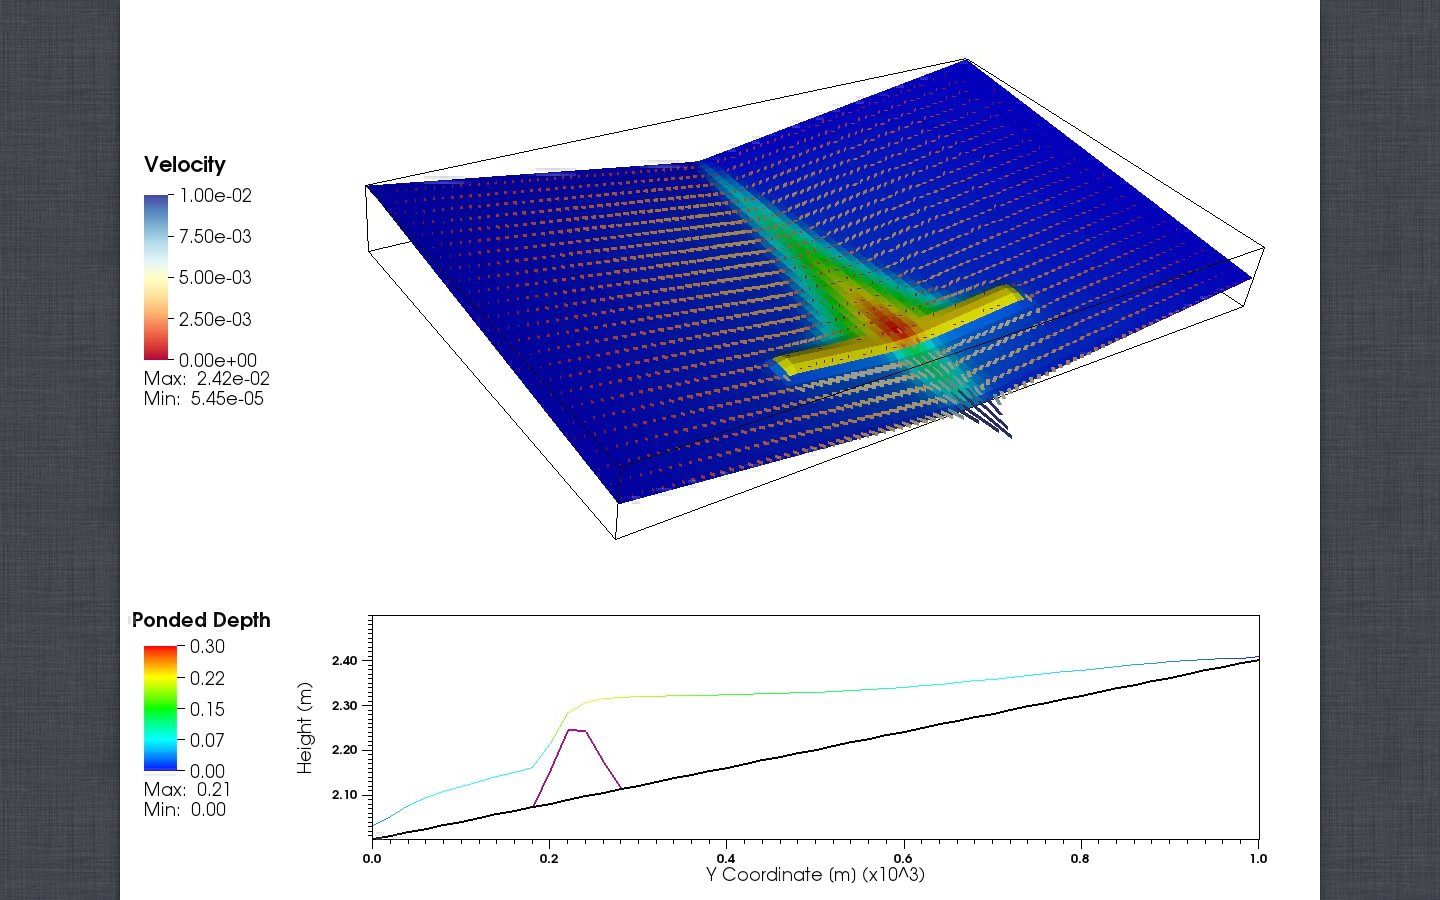 Velocity
1.00e-02
7.50e-03
5.00e-03
2.50e-03
0.00e+00
Max: 2.42e-02
Min: 5.45e-05
Ponded Depth
0.30
0.22
0.15
0.07
0.00
Max: 0.21
Min: 0.00
Height (m)
2.40
2.30
2.20
2.10
0.0 0.2 0.4 0.6 0.8 1.0
Y Coordinate [m] (x10^3)